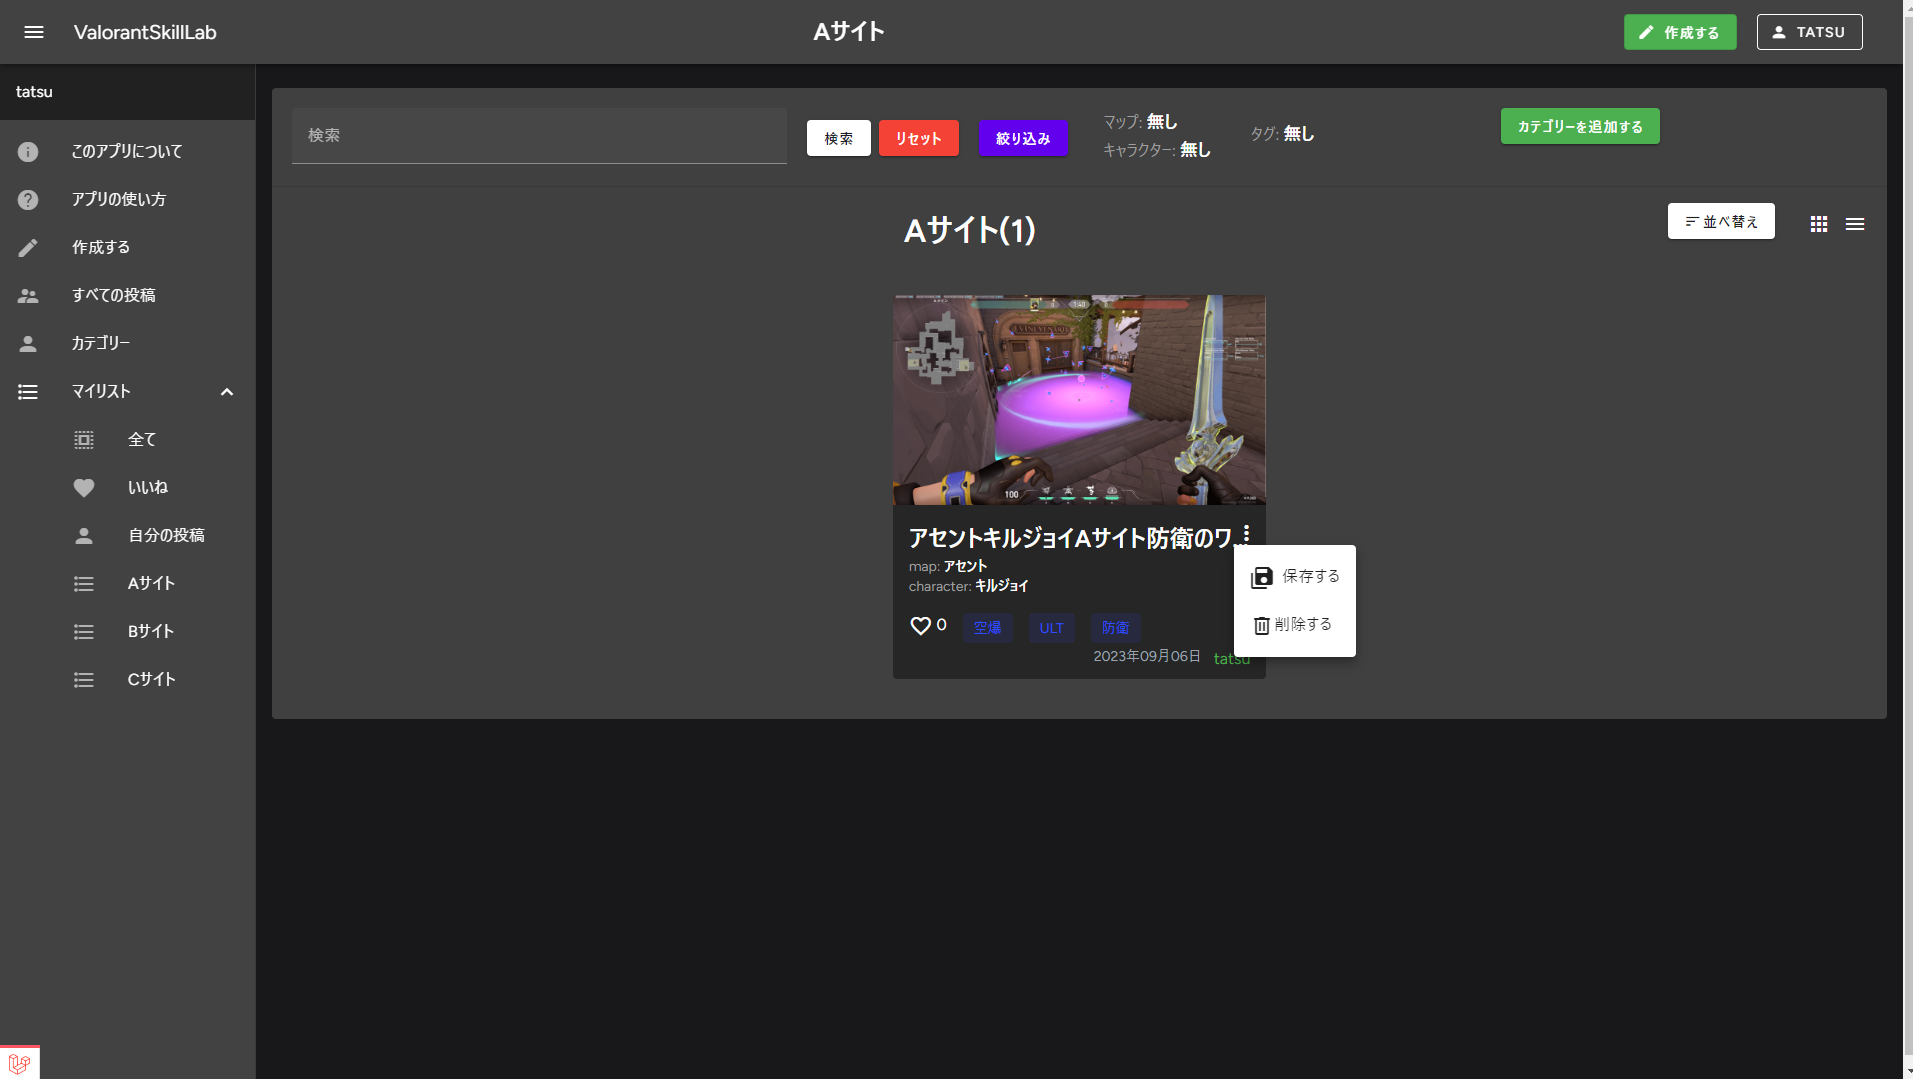 ValorantSkillLab
Aサイト
作成する
TATSU
tatsu
このアプリについて
アプリの使い方
作成する
すべての投稿
カテゴリー
マイリスト
全て
いいね
自分の投稿
Aサイト
Bサイト
Cサイト
検索
検索
リセット
絞り込み
マップ: 無し
キャラクター: 無し
タグ: 無し
カテゴリーを追加する
Aサイト(1)
並べ替え
1:40
100
アセントキルジョイAサイト防衛のワ...
map: アセント
character: キルジョイ
0
空爆
ULT
防衛
2023年09月06日
tatsu
保存する
削除する